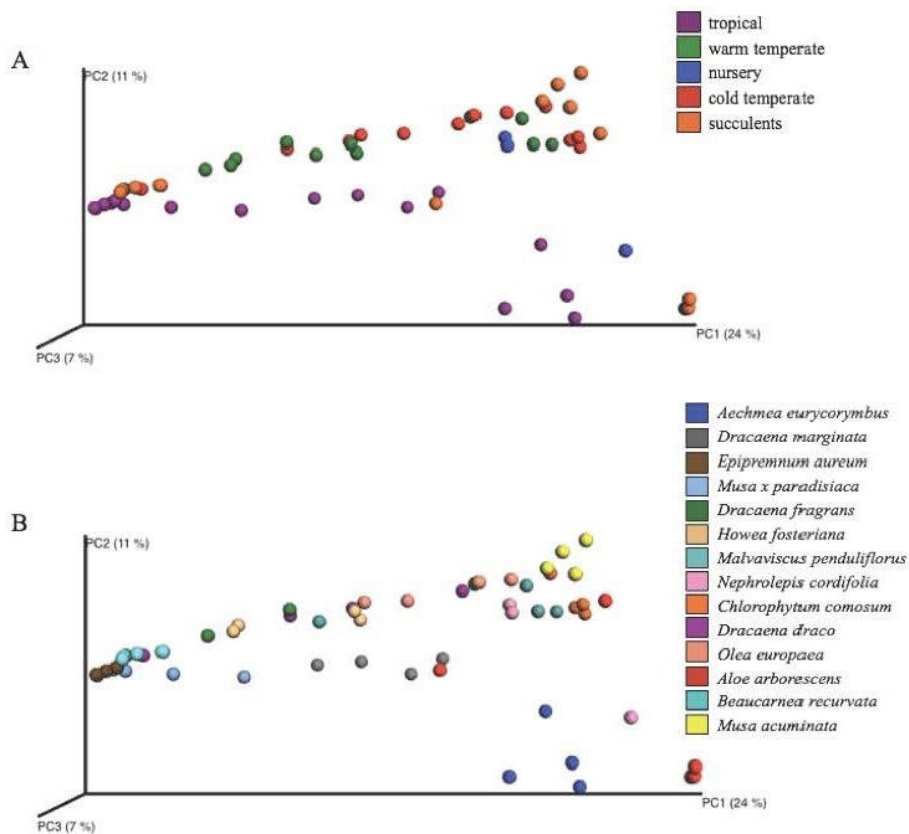 tropical
warm temperate
nursery
cold temperate
succulents
A
PC2 (11 %)
PC1 (24 %)
PC3 (7 %)
Aechmea eurycorymbus
Dracaena marginata
Epipremnum aureum
Musa x paradisiaca
Dracaena fragrans
Howea fosteriana
Malvaviscus penduliflorus
Nephrolepis cordifolia
Chlorophytum comosum
Dracaena draco
Olea europaea
Aloe arborescens
Beaucarnea recurvata
Musa acuminata
B
PC2 (11 %)
PC1 (24 %)
PC3 (7 %)